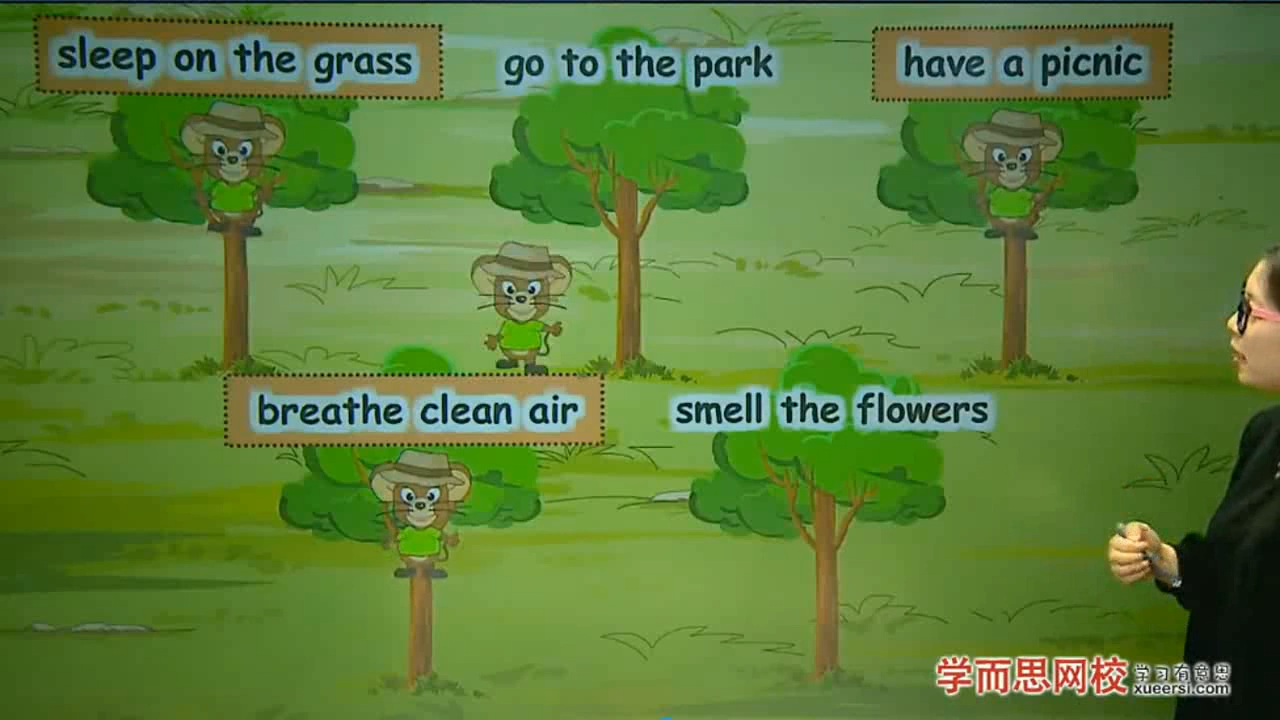 sleep on the grass
go to the park
have a picnic
breathe clean air
smell the flowers
学而思网校
学习有意思
xueersi.com